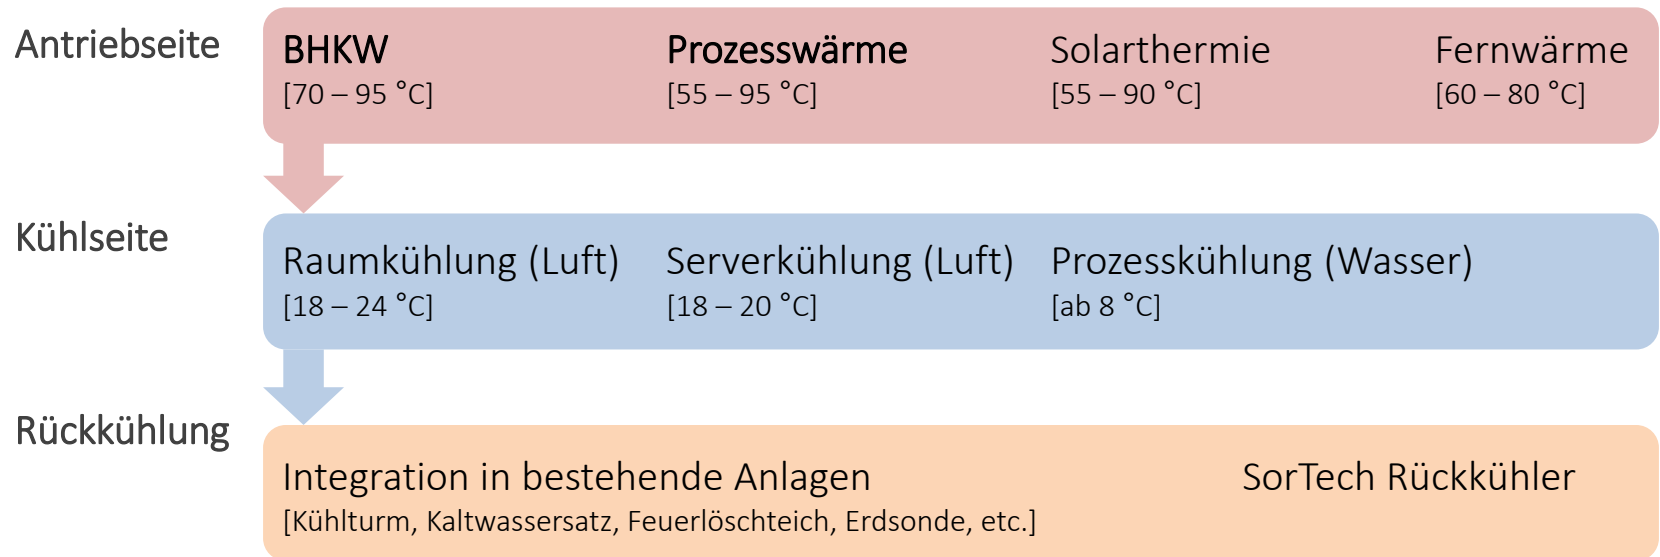 Antriebseite
BHKW
[70 – 95 °C]
Prozesswärme
[55 – 95 °C]
Solarthermie
[55 – 90 °C]
Fernwärme
[60 – 80 °C]
Kühlseite
Raumkühlung (Luft)
[18 – 24 °C]
Serverkühlung (Luft)
[18 – 20 °C]
Prozesskühlung (Wasser)
[ab 8 °C]
Rückkühlung
Integration in bestehende Anlagen
[Kühlturm, Kaltwassersatz, Feuerlöschteich, Erdsonde, etc.]
SorTech Rückkühler